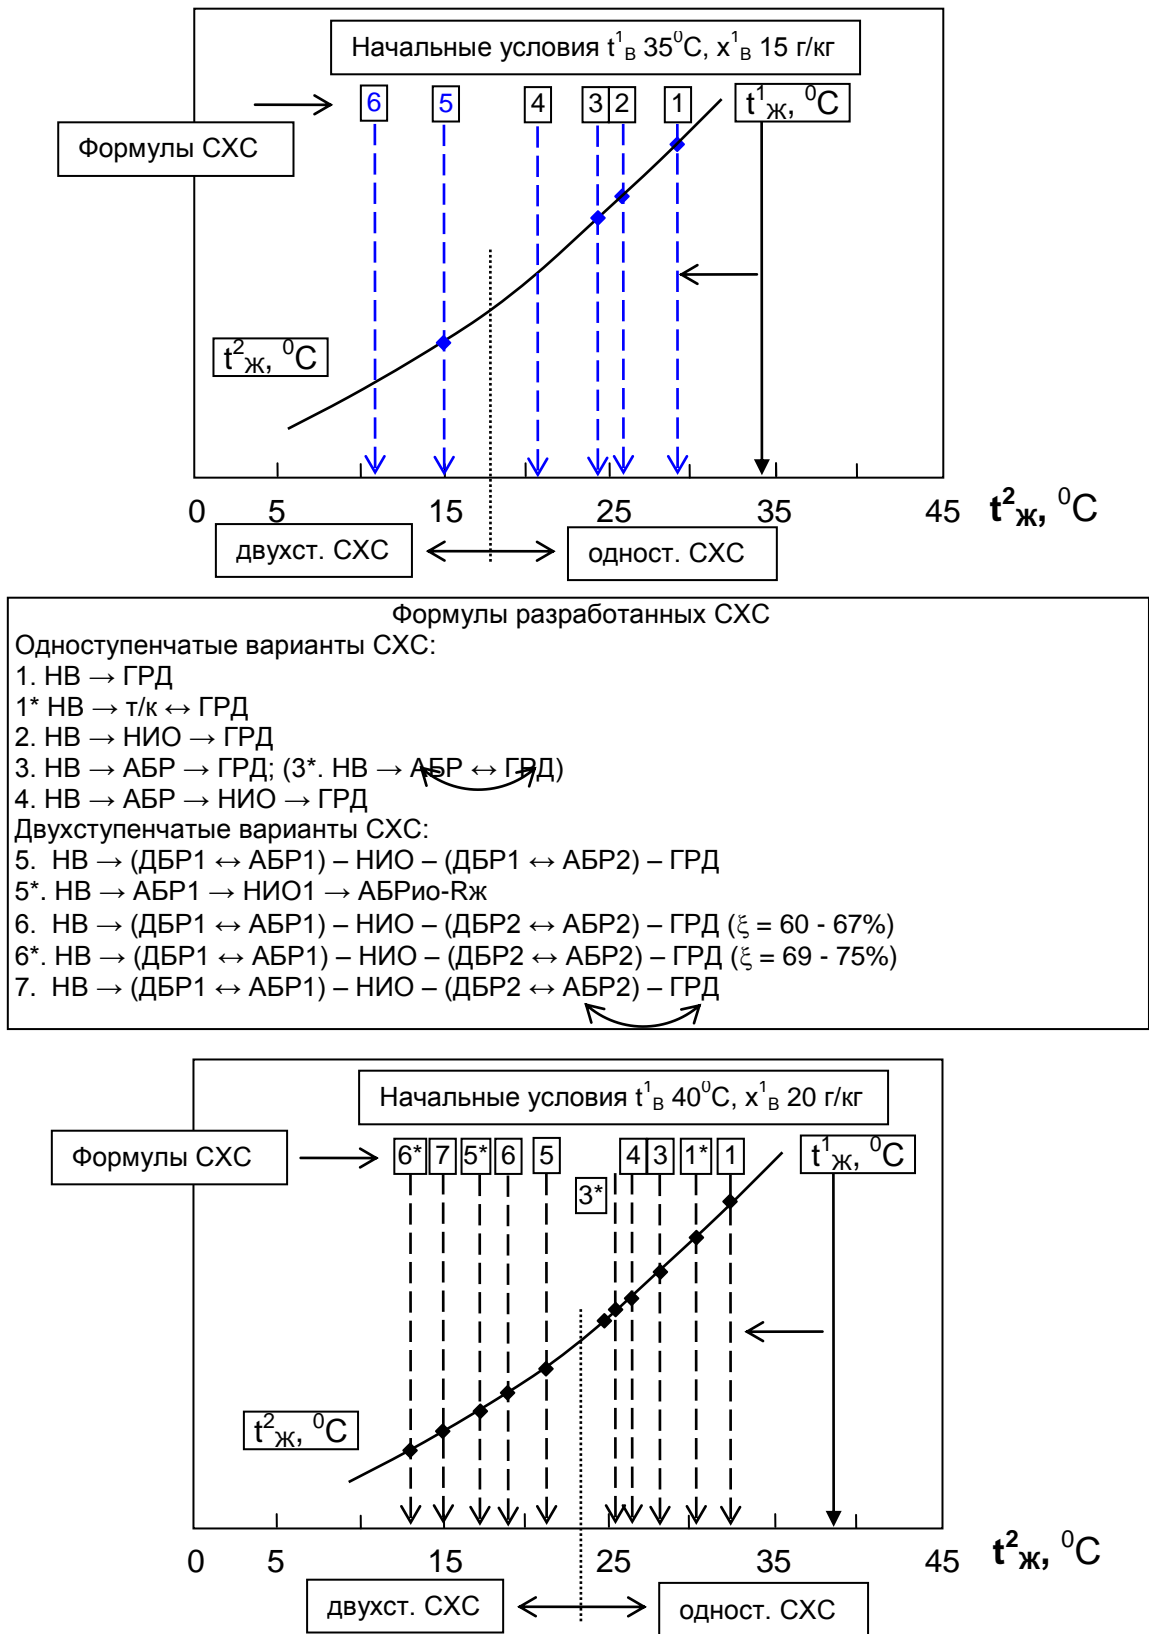 Начальные условия t¹В 35⁰С, x¹В 15 г/кг
6 5 4 3 2 1 t¹Ж, ⁰С
Формулы СХС
t²Ж, ⁰С
0 5 15 25 35 45 t²Ж, ⁰С
двухст. СХС одност. СХС
Формулы разработанных СХС
Одноступенчатые варианты СХС:
1. НВ → ГРД
1* НВ → т/к ↔ ГРД
2. НВ → НИО → ГРД
3. НВ → АБР → ГРД; (3*. НВ → АБР ↔ ГРД)
4. НВ → АБР → НИО → ГРД
Двухступенчатые варианты СХС:
5. НВ → (ДБР1 ↔ АБР1) – НИО – (ДБР1 ↔ АБР2) – ГРД
5*. НВ → АБР1 → НИО1 → АБРио-Rж
6. НВ → (ДБР1 ↔ АБР1) – НИО – (ДБР2 ↔ АБР2) – ГРД (ξ = 60 - 67%)
6*. НВ → (ДБР1 ↔ АБР1) – НИО – (ДБР2 ↔ АБР2) – ГРД (ξ = 69 - 75%)
7. НВ → (ДБР1 ↔ АБР1) – НИО – (ДБР2 ↔ АБР2) – ГРД
Начальные условия t¹В 40⁰С, x¹В 20 г/кг
Формулы СХС 6* 7 5* 6 5 4 3 1* 1 t¹Ж, ⁰С
3*
t²Ж, ⁰С
0 5 15 25 35 45 t²Ж, ⁰С
двухст. СХС одност. СХС